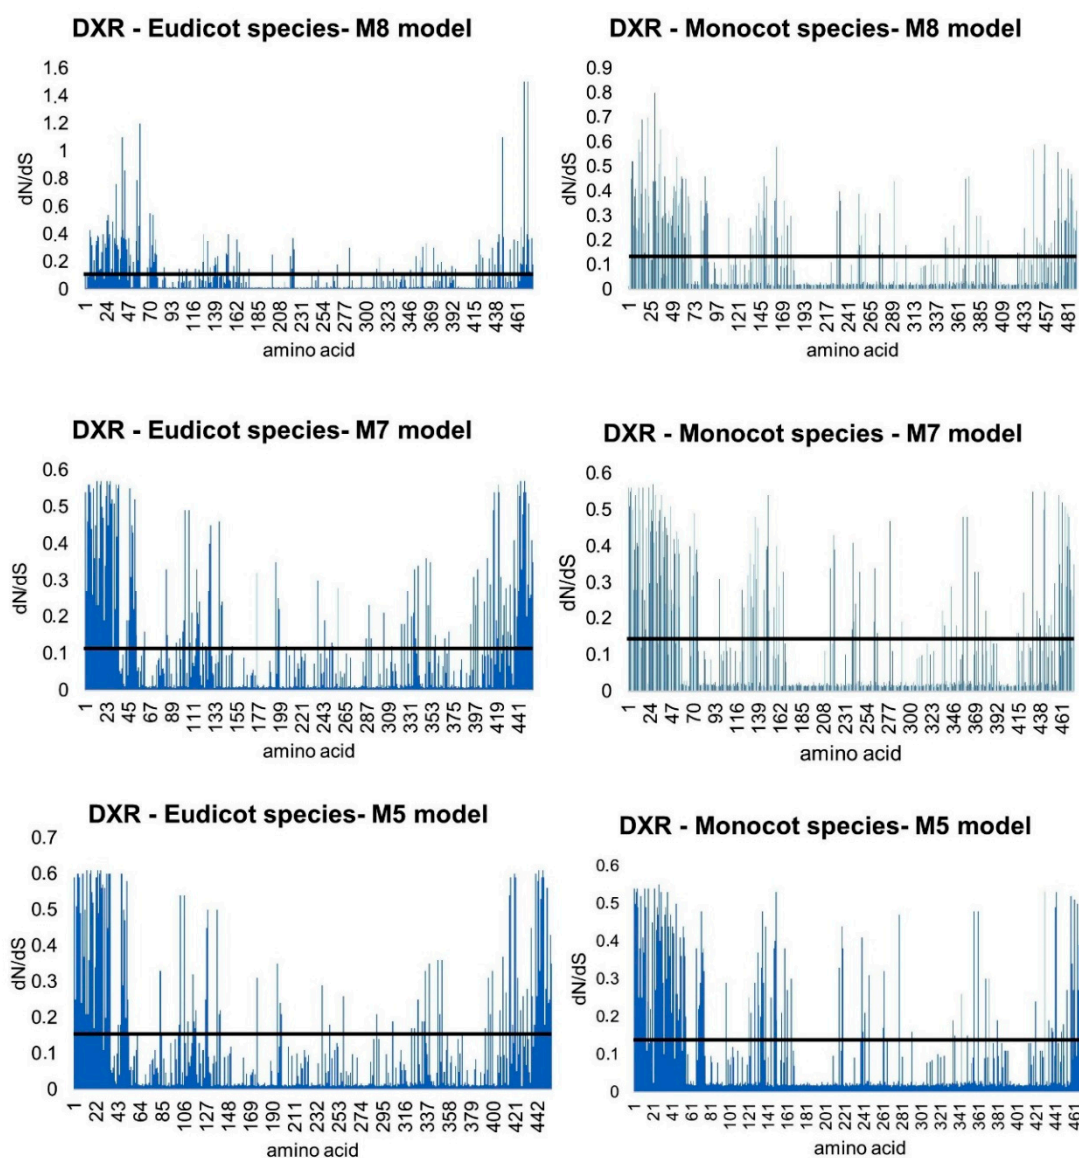 DXR - Eudicot species- M8 model
dN/dS
1.6
1.4
1.2
1
0.8
0.6
0.4
0.2
0
1 24 47 70 93 116 139 162 185 208 231 254 277 300 323 346 369 392 415 438 461
amino acid
DXR - Monocot species- M8 model
dN/dS
0.9
0.8
0.7
0.6
0.5
0.4
0.3
0.2
0.1
0
1 25 49 73 97 121 145 169 193 217 241 265 289 313 337 361 385 409 433 457 481
amino acid
DXR - Eudicot species- M7 model
dN/dS
0.6
0.5
0.4
0.3
0.2
0.1
0
1 23 45 67 89 111 133 155 177 199 221 243 265 287 309 331 353 375 397 419 441
amino acid
DXR - Monocot species - M7 model
dN/dS
0.6
0.5
0.4
0.3
0.2
0.1
0
1 24 47 70 93 116 139 162 185 208 231 254 277 300 323 346 369 392 415 438 461
amino acid
DXR - Eudicot species- M5 model
dN/dS
0.7
0.6
0.5
0.4
0.3
0.2
0.1
0
1 22 43 64 85 106 127 148 169 190 211 232 253 274 295 316 337 358 379 400 421 442
amino acid
DXR - Monocot species- M5 model
dN/dS
0.6
0.5
0.4
0.3
0.2
0.1
0
1 21 41 61 81 101 121 141 161 181 201 221 241 261 281 301 321 341 361 381 401 421 441 461
amino acid